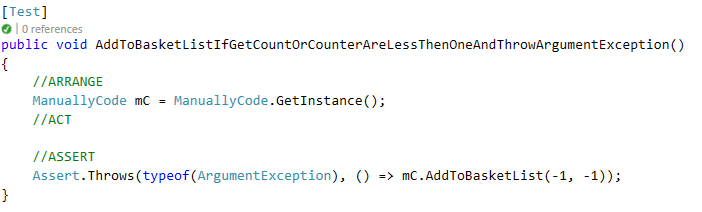 [Test]
| 0 references
public void AddToBasketListIfGetCountOrCounterAreLessThenOneAndThrowArgumentException()
{
//ARRANGE
ManuallyCode mC = ManuallyCode.GetInstance();
//ACT
//ASSERT
Assert.Throws(typeof(ArgumentException), () => mC.AddToBasketList(-1, -1));
}